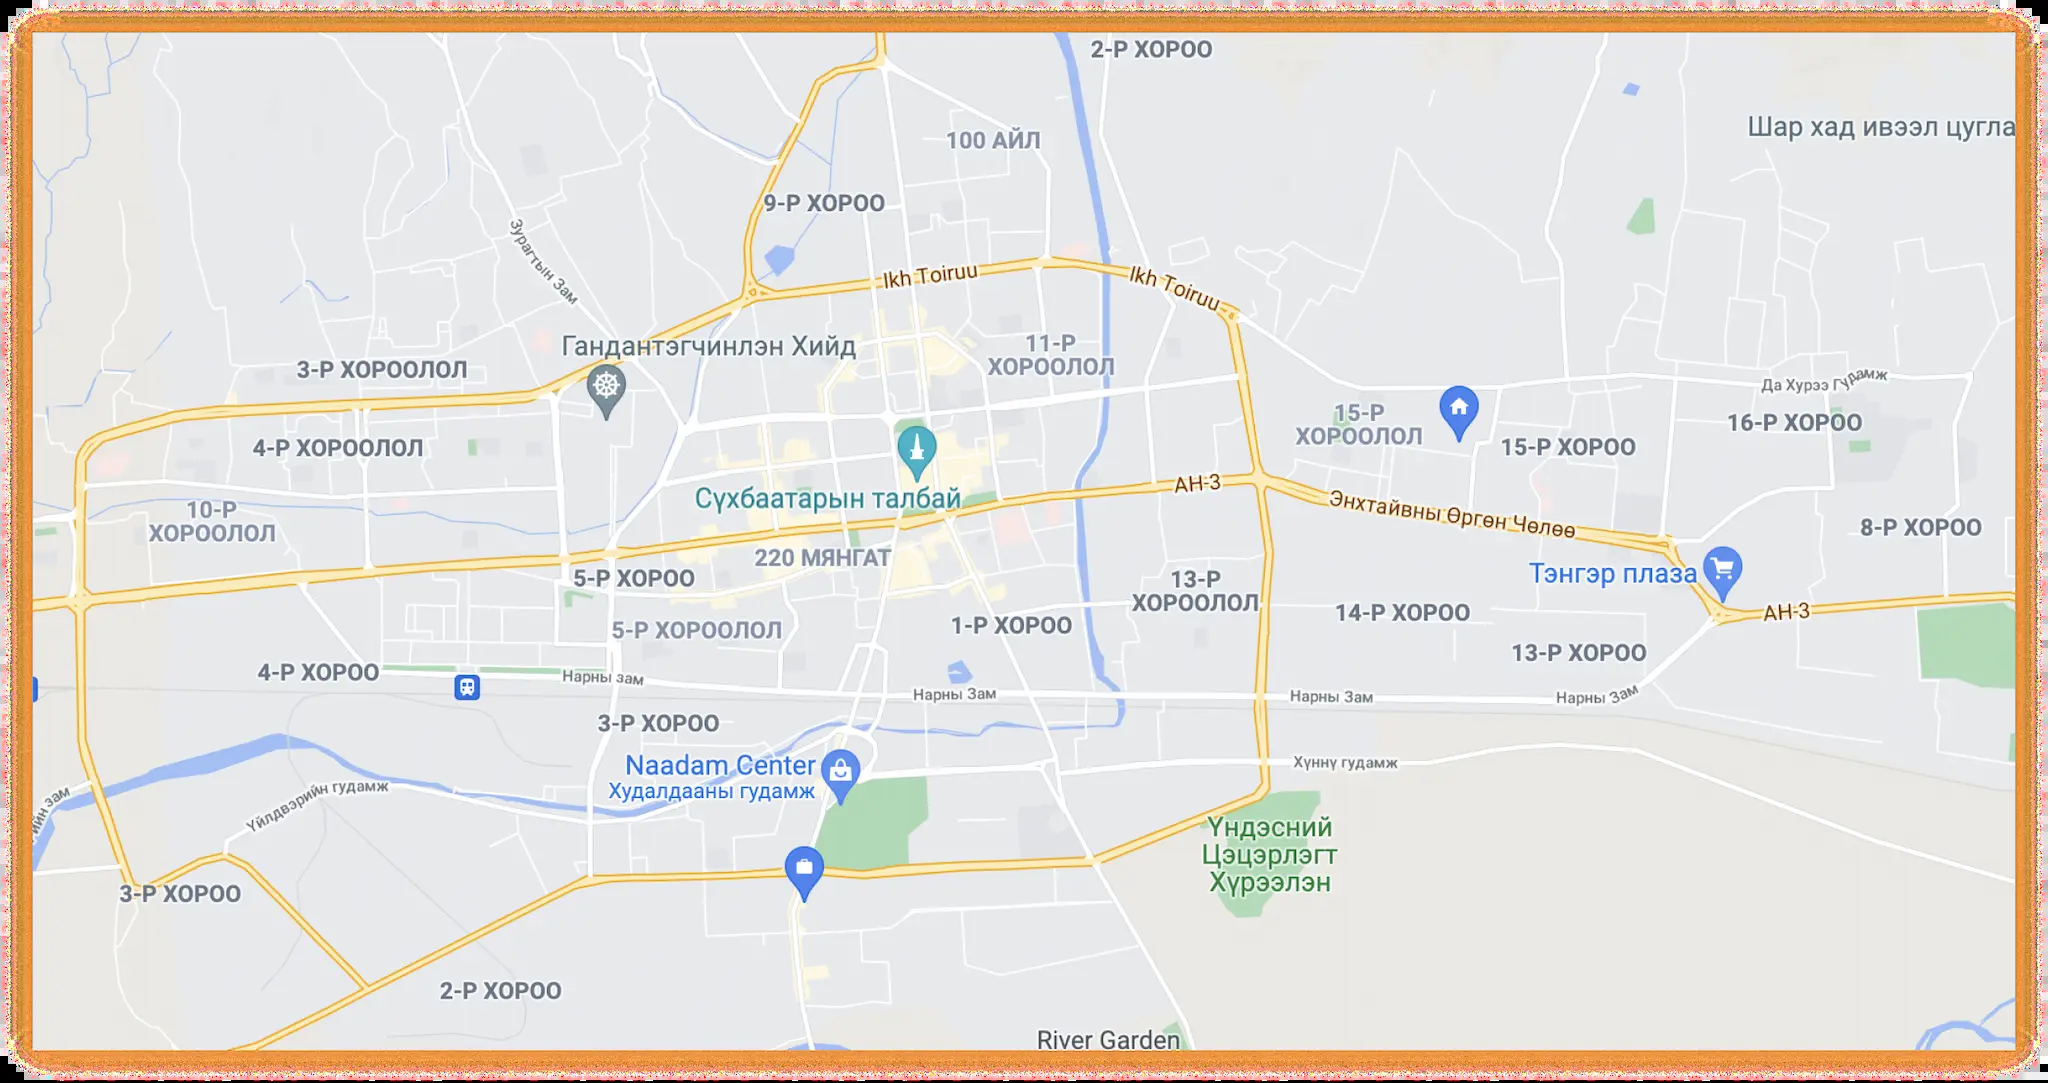 2-Р ХОРОО
Шар хад ивээл цугла
100 АЙЛ
9-Р ХОРОО
Зурагтын Зам
Ikh Toiruu
Ikh Toiruu
Гандантэгчинлэн Хийд
11-Р
ХОРООЛОЛ
3-Р ХОРООЛОЛ
Да Хурээ Гудамж
15-Р
ХОРООЛОЛ
16-Р ХОРОО
4-Р ХОРООЛОЛ
15-Р ХОРОО
АН-3
Сүхбаатарын талбай
Энхтайвны Өргөн Чөлөө
10-Р
ХОРООЛОЛ
8-Р ХОРОО
220 МЯНГАТ
5-Р ХОРОО
Тэнгэр плаза
13-Р
ХОРООЛОЛ
14-Р ХОРОО
АН-3
1-Р ХОРОО
5-Р ХОРООЛОЛ
13-Р ХОРОО
4-Р ХОРОО
Нарны зам
Нарны Зам
Нарны Зам
Нарны Зам
3-Р ХОРОО
Naadam Center
Худалдааны гудамж
Хүннү гудамж
ийн зам
Үйлдвэрийн гудамж
Үндэсний
Цэцэрлэгт
Хүрээлэн
3-Р ХОРОО
2-Р ХОРОО
River Garden